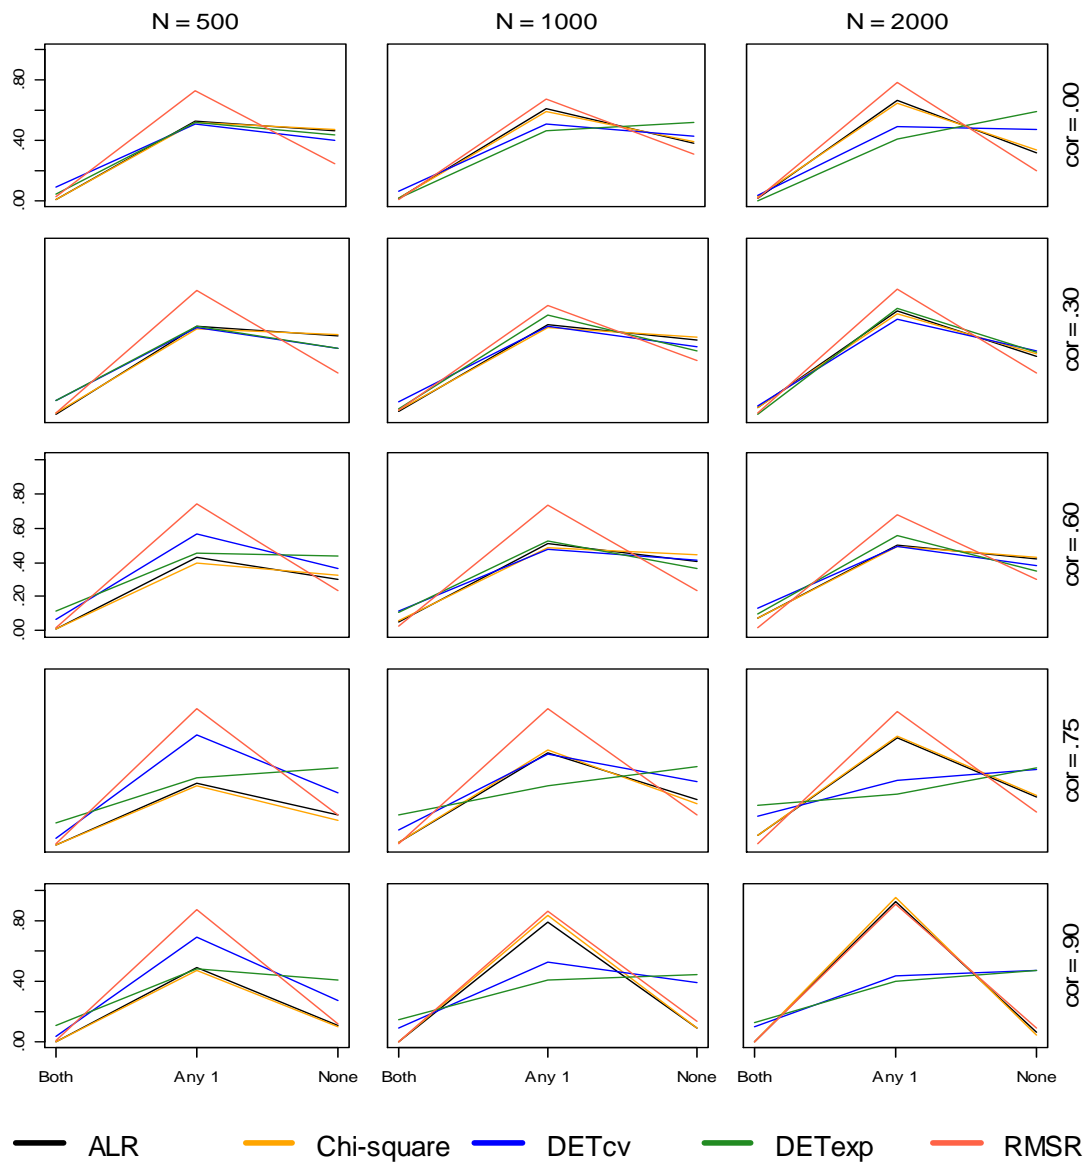 N = 500 N = 1000 N = 2000
.80
.40
.00
cor = .00
cor = .30
.80
.60
.40
.20
.00
cor = .60
cor = .75
.80
.40
.00
cor = .90
Both Any 1 None Both Any 1 None Both Any 1 None
ALR Chi-square DETcv DETexp RMSR